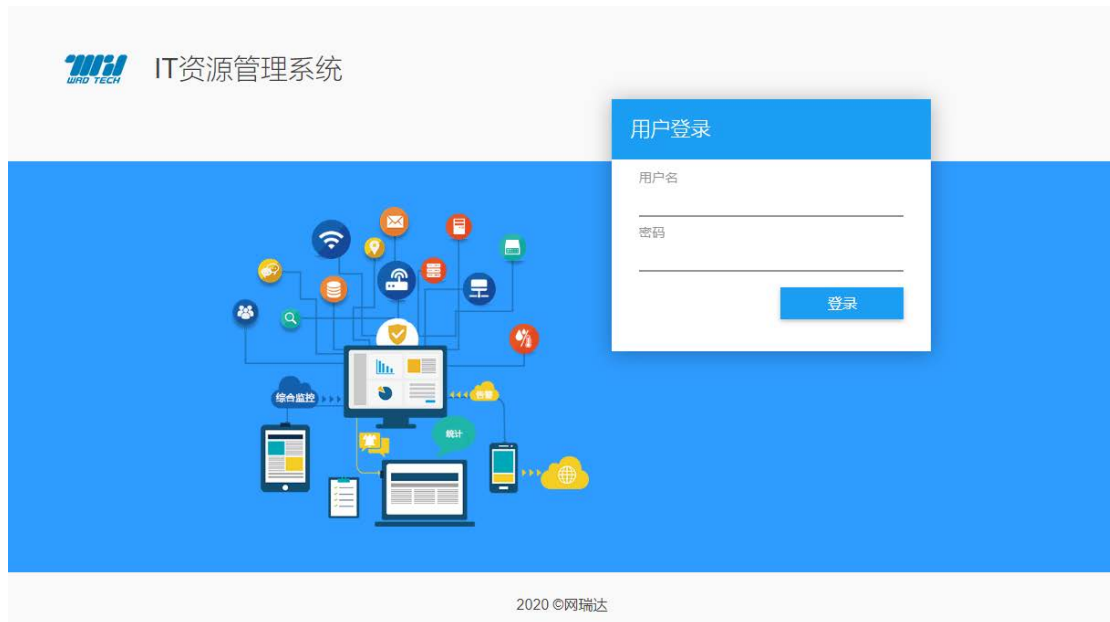 WRD TECH
IT资源管理系统
用户登录
用户名
密码
登录
综合监控
告警
统计
2020 ©网瑞达